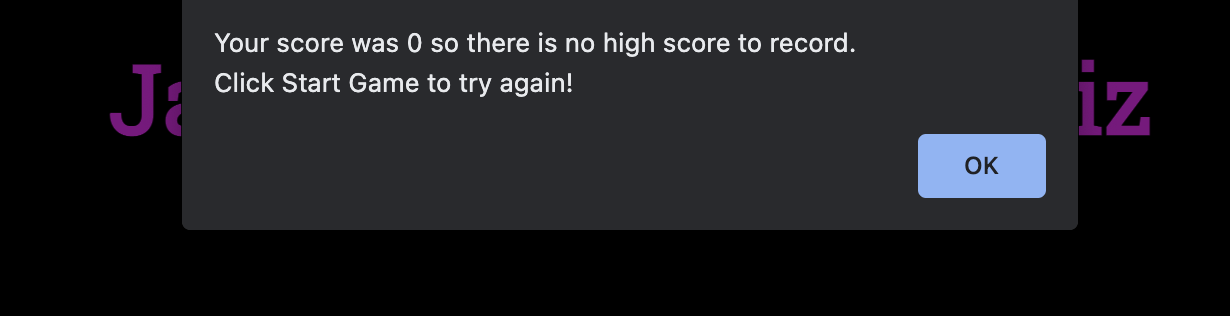 Your score was 0 so there is no high score to record.
Click Start Game to try again!
OK